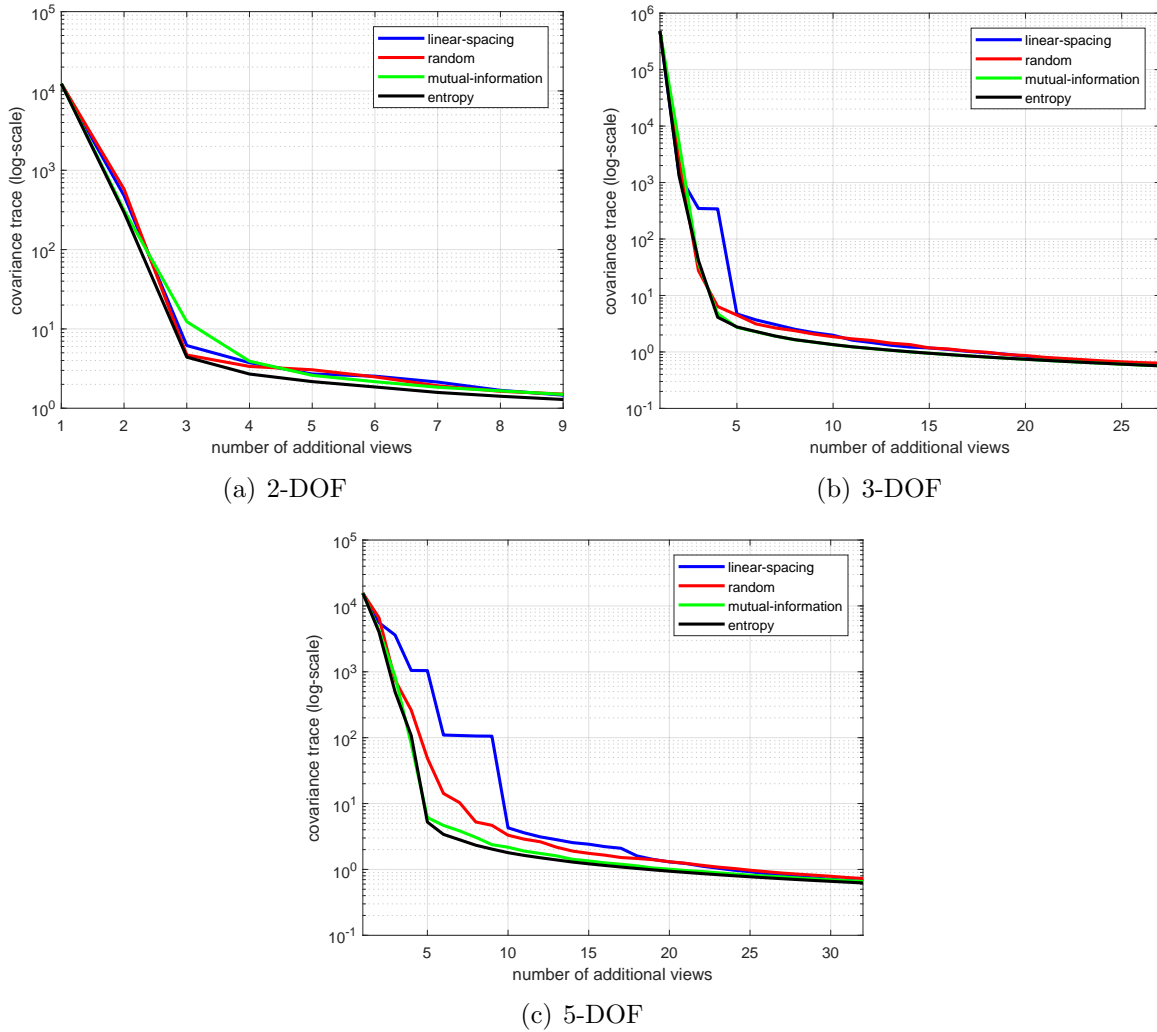 10^5
10^4
10^3
10^2
10^1
10^0
covariance trace (log-scale)
linear-spacing
random
mutual-information
entropy
1 2 3 4 5 6 7 8 9
number of additional views
(a) 2-DOF
10^6
10^5
10^4
10^3
10^2
10^1
10^0
10^-1
covariance trace (log-scale)
linear-spacing
random
mutual-information
entropy
5 10 15 20 25
number of additional views
(b) 3-DOF
10^5
10^4
10^3
10^2
10^1
10^0
10^-1
covariance trace (log-scale)
linear-spacing
random
mutual-information
entropy
5 10 15 20 25 30
number of additional views
(c) 5-DOF